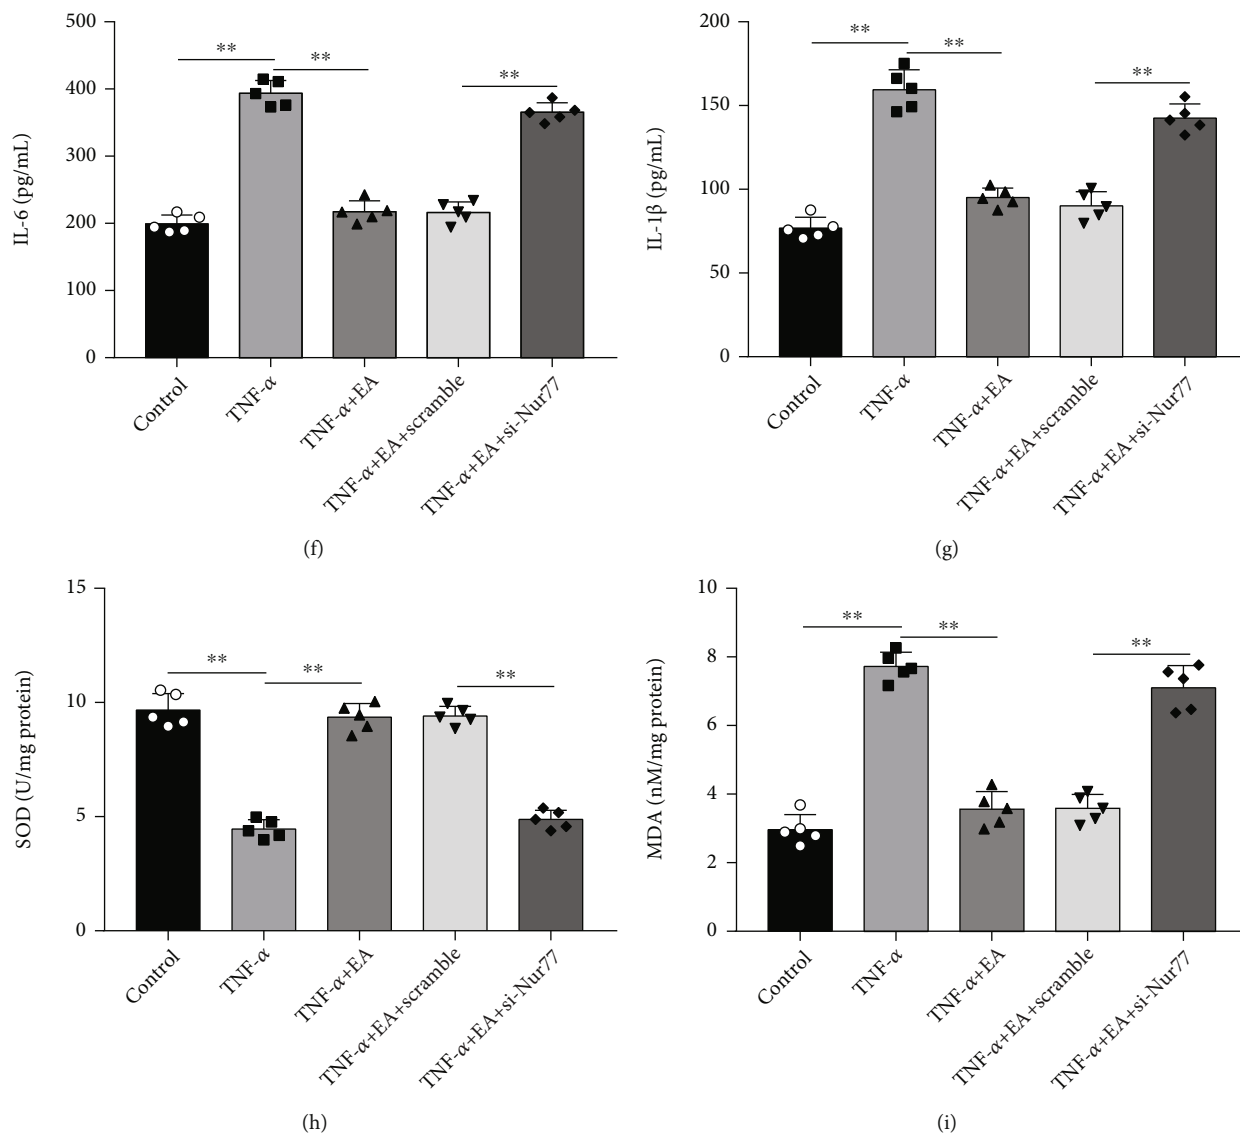 500
400
300
200
100
0
IL-6 (pg/mL)
**
**
**
Control
TNF-α
TNF-α+EA
TNF-α+EA+scramble
TNF-α+EA+si-Nur77
(f)
200
150
100
50
0
IL-1β (pg/mL)
**
**
**
Control
TNF-α
TNF-α+EA
TNF-α+EA+scramble
TNF-α+EA+si-Nur77
(g)
15
10
5
0
SOD (U/mg protein)
**
**
**
Control
TNF-α
TNF-α+EA
TNF-α+EA+scramble
TNF-α+EA+si-Nur77
(h)
10
8
6
4
2
0
MDA (nM/mg protein)
**
**
**
Control
TNF-α
TNF-α+EA
TNF-α+EA+scramble
TNF-α+EA+si-Nur77
(i)